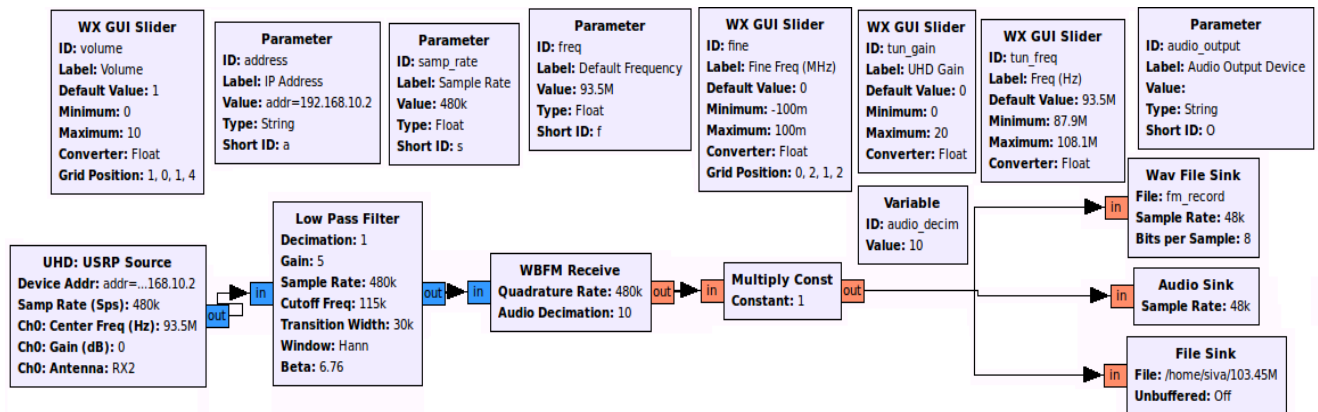 WX GUI Slider
ID: volume
Label: Volume
Default Value: 1
Minimum: 0
Maximum: 10
Converter: Float
Grid Position: 1, 0, 1, 4
Parameter
ID: address
Label: IP Address
Value: addr=192.168.10.2
Type: String
Short ID: a
Parameter
ID: samp_rate
Label: Sample Rate
Value: 480k
Type: Float
Short ID: s
Parameter
ID: freq
Label: Default Frequency
Value: 93.5M
Type: Float
Short ID: f
WX GUI Slider
ID: fine
Label: Fine Freq (MHz)
Default Value: 0
Minimum: -100m
Maximum: 100m
Converter: Float
Grid Position: 0, 2, 1, 2
WX GUI Slider
ID: tun_gain
Label: UHD Gain
Default Value: 0
Minimum: 0
Maximum: 20
Converter: Float
WX GUI Slider
ID: tun_freq
Label: Freq (Hz)
Default Value: 93.5M
Minimum: 87.9M
Maximum: 108.1M
Converter: Float
Parameter
ID: audio_output
Label: Audio Output Device
Value:
Type: String
Short ID: O
UHD: USRP Source
Device Addr: addr=...168.10.2
Samp Rate (Sps): 480k
Ch0: Center Freq (Hz): 93.5M
Ch0: Gain (dB): 0
Ch0: Antenna: RX2
out
in
Low Pass Filter
Decimation: 1
Gain: 5
Sample Rate: 480k
Cutoff Freq: 115k
Transition Width: 30k
Window: Hann
Beta: 6.76
out
in
WBFM Receive
Quadrature Rate: 480k
Audio Decimation: 10
out
in
Multiply Const
Constant: 1
out
Variable
ID: audio_decim
Value: 10
in
Wav File Sink
File: fm_record
Sample Rate: 48k
Bits per Sample: 8
in
Audio Sink
Sample Rate: 48k
in
File Sink
File: /home/siva/103.45M
Unbuffered: Off